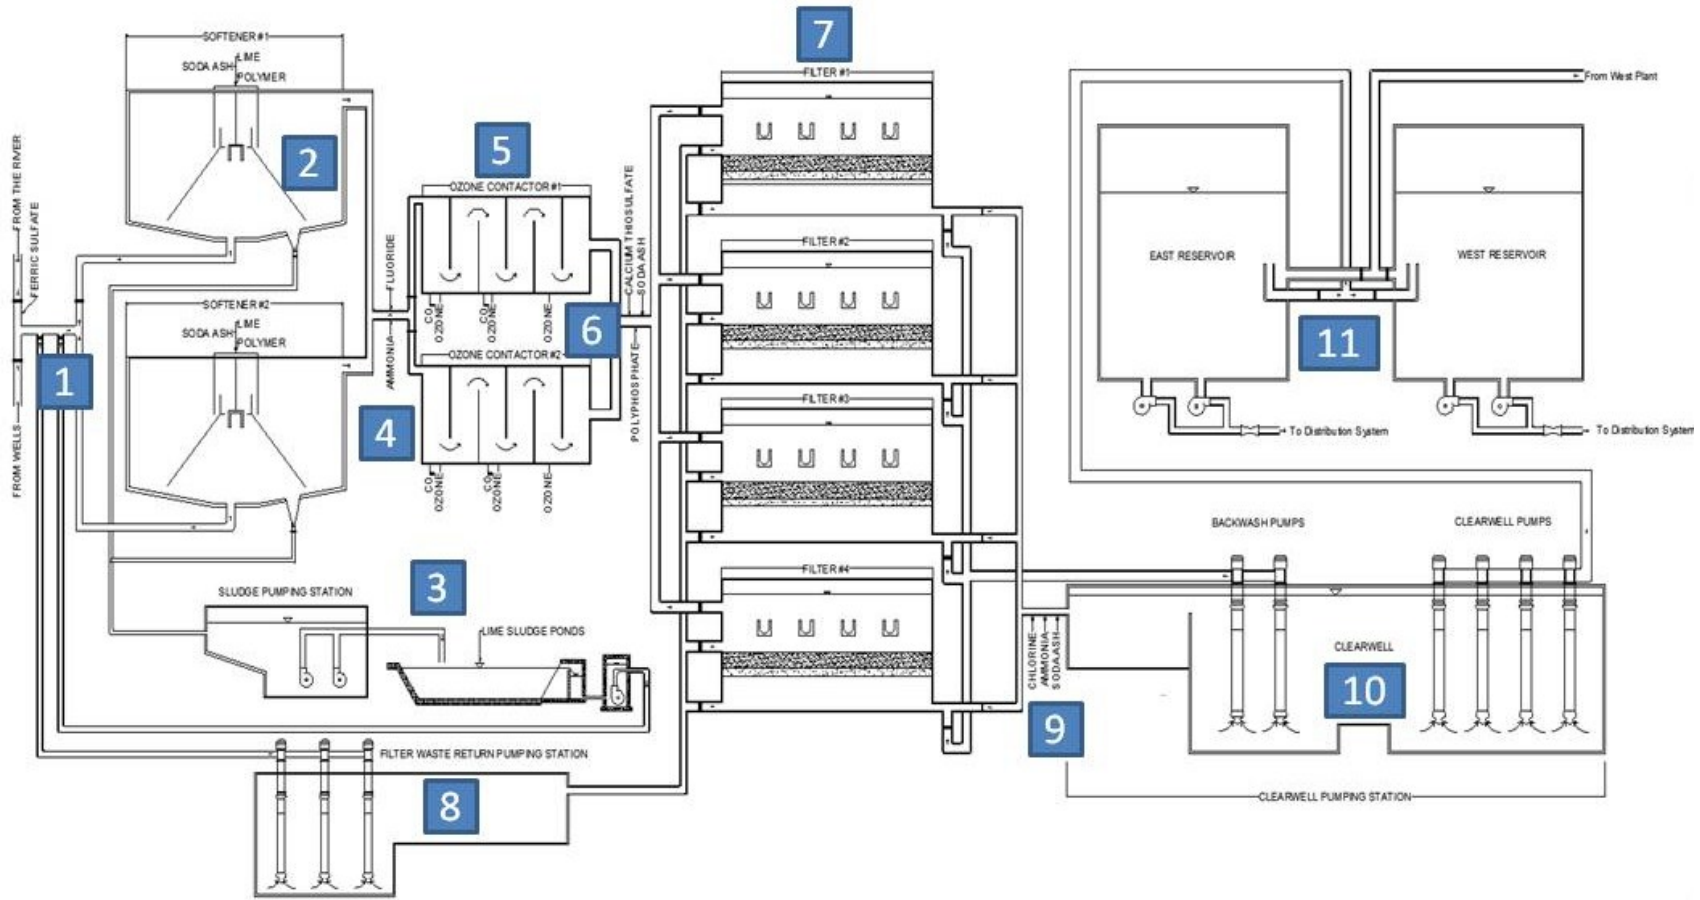 SOFTENER #1
LIME
SODA ASH
POLYMER
2
FROM THE RIVER
FERRIC SULFATE
1
FROM WELLS
SOFTENER #2
LIME
SODA ASH
POLYMER
5
OZONE CONTACTOR #1
FLUORIDE
CO2
OZONE
CO2
OZONE
OZONE
6
OZONE CONTACTOR #2
AMMONIA
4
CO2
OZONE
CO2
OZONE
OZONE
CALCIUM THIOSULFATE
SODA ASH
POLYPHOSPHATE
3
SLUDGE PUMPING STATION
LIME SLUDGE PONDS
FILTER WASTE RETURN PUMPING STATION
8
7
FILTER #1
FILTER #2
FILTER #3
FILTER #4
From West Plant
EAST RESERVOIR
WEST RESERVOIR
11
To Distribution System
To Distribution System
BACKWASH PUMPS
CLEARWELL PUMPS
CHLORINE
AMMONIA
SODA ASH
9
CLEARWELL
10
CLEARWELL PUMPING STATION